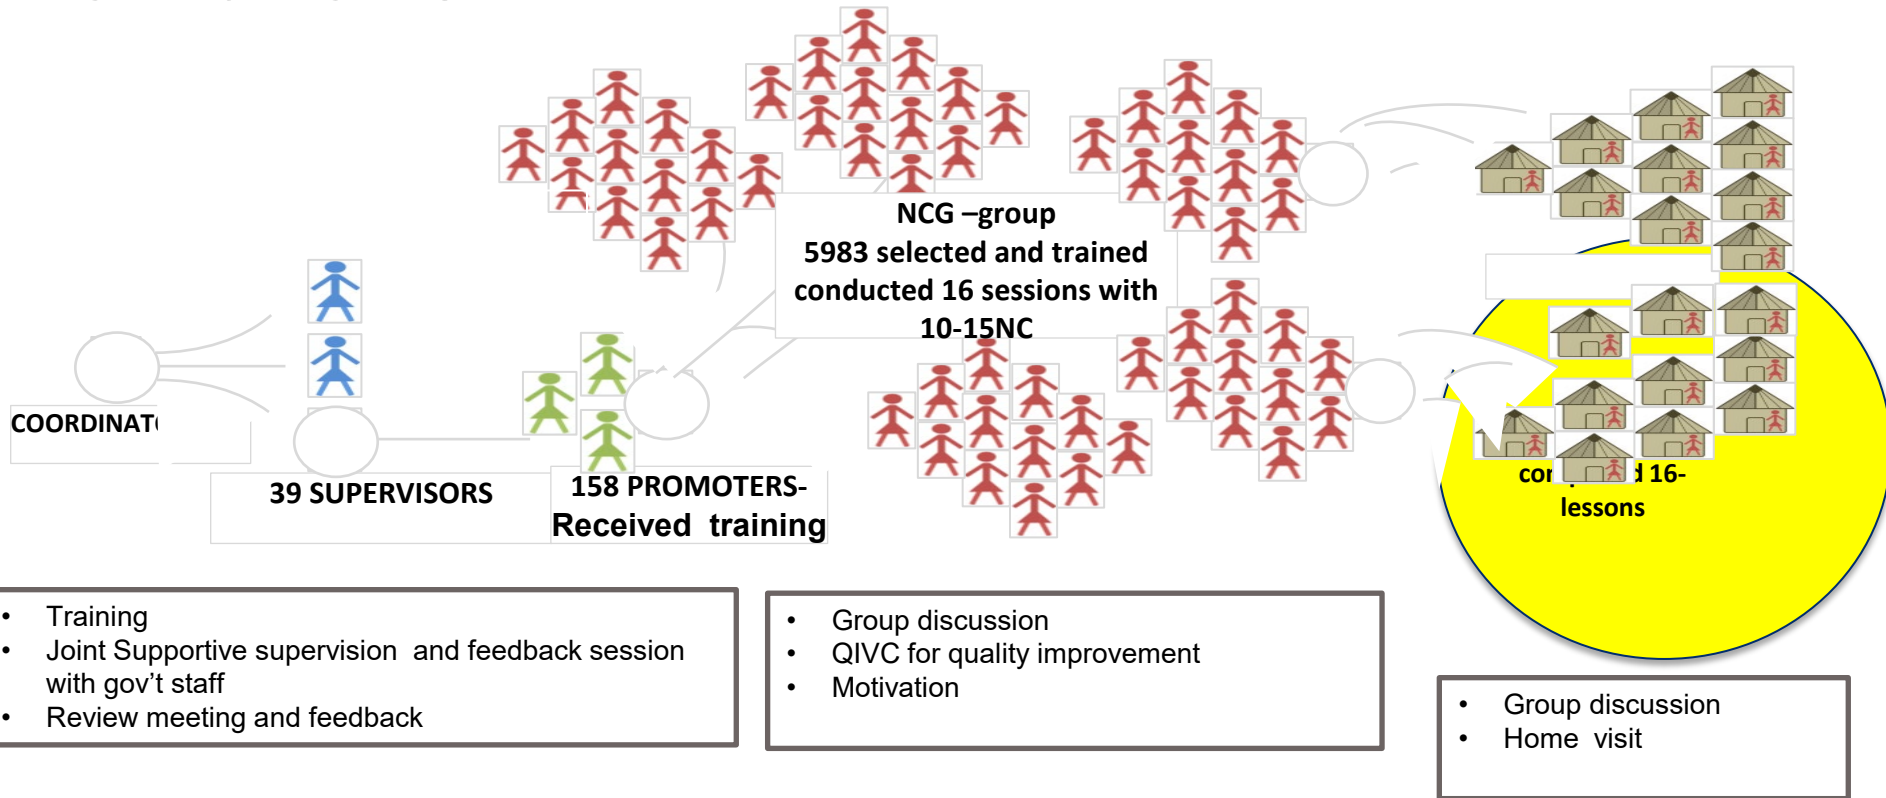 NCG –group
5983 selected and trained
conducted 16 sessions with
10-15NC
39 SUPERVISORS
158 PROMOTERS-
Received training
16-
lessons
• Training
• Joint Supportive supervision and feedback session
with gov’t staff
• Review meeting and feedback
• Group discussion
• QIVC for quality improvement
• Motivation
• Group discussion
• Home visit